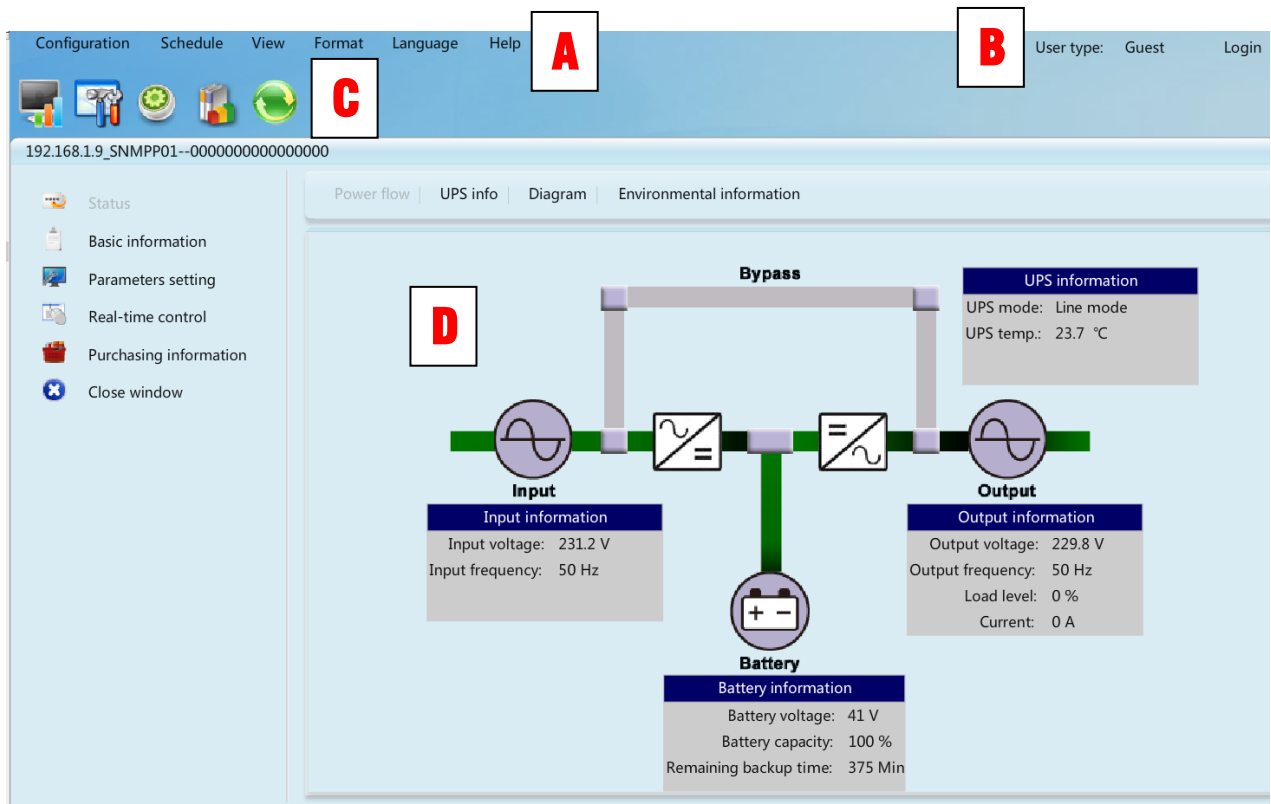 Configuration Schedule View Format Language Help A B User type: Guest Login
C
192.168.1.9_SNMPP01--0000000000000000
Status
Basic information
Parameters setting
Real-time control
Purchasing information
Close window
Power flow UPS info Diagram Environmental information
D
Bypass
UPS information
UPS mode: Line mode
UPS temp.: 23.7 ℃
Input
Input information
Input voltage: 231.2 V
Input frequency: 50 Hz
Output
Output information
Output voltage: 229.8 V
Output frequency: 50 Hz
Load level: 0 %
Current: 0 A
Battery
Battery information
Battery voltage: 41 V
Battery capacity: 100 %
Remaining backup time: 375 Min